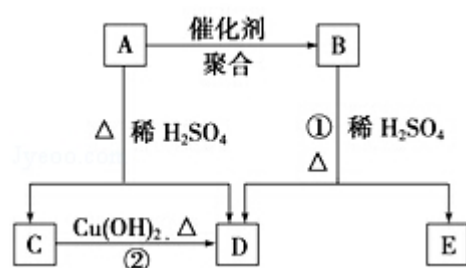 A 催化剂 B
聚合
△ 稀 H₂SO₄ ① 稀 H₂SO₄
△
C Cu(OH)₂、△ D E
②